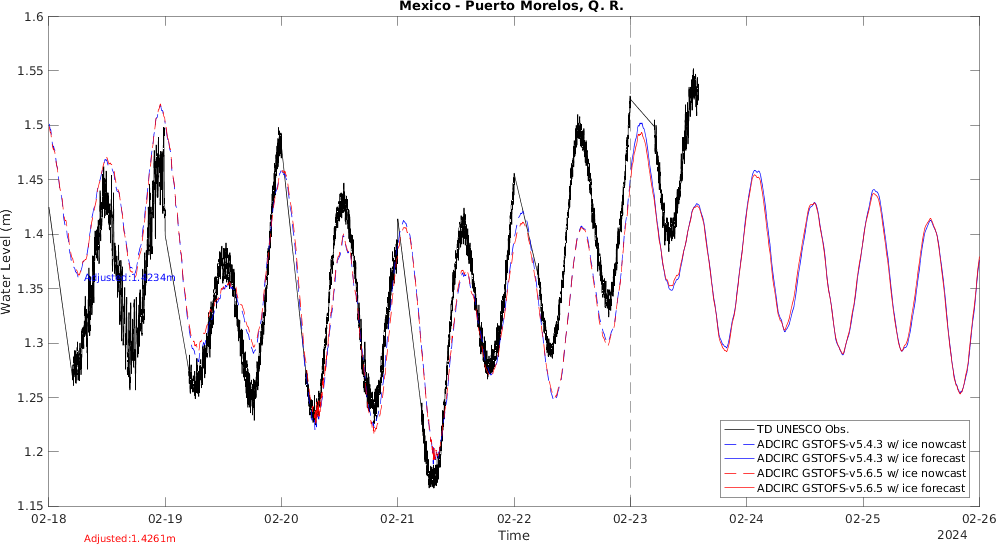 Mexico - Puerto Morelos, Q. R.
1.6
1.55
1.5
1.45
1.4
1.35
1.3
1.25
1.2
1.15
Water Level (m)
Adjusted:1.4234m
TD UNESCO Obs.
ADCIRC GSTOFS-v5.4.3 w/ ice nowcast
ADCIRC GSTOFS-v5.4.3 w/ ice forecast
ADCIRC GSTOFS-v5.6.5 w/ ice nowcast
ADCIRC GSTOFS-v5.6.5 w/ ice forecast
02-18 02-19 02-20 02-21 02-22 02-23 02-24 02-25 02-26
Time
2024
Adjusted:1.4261m